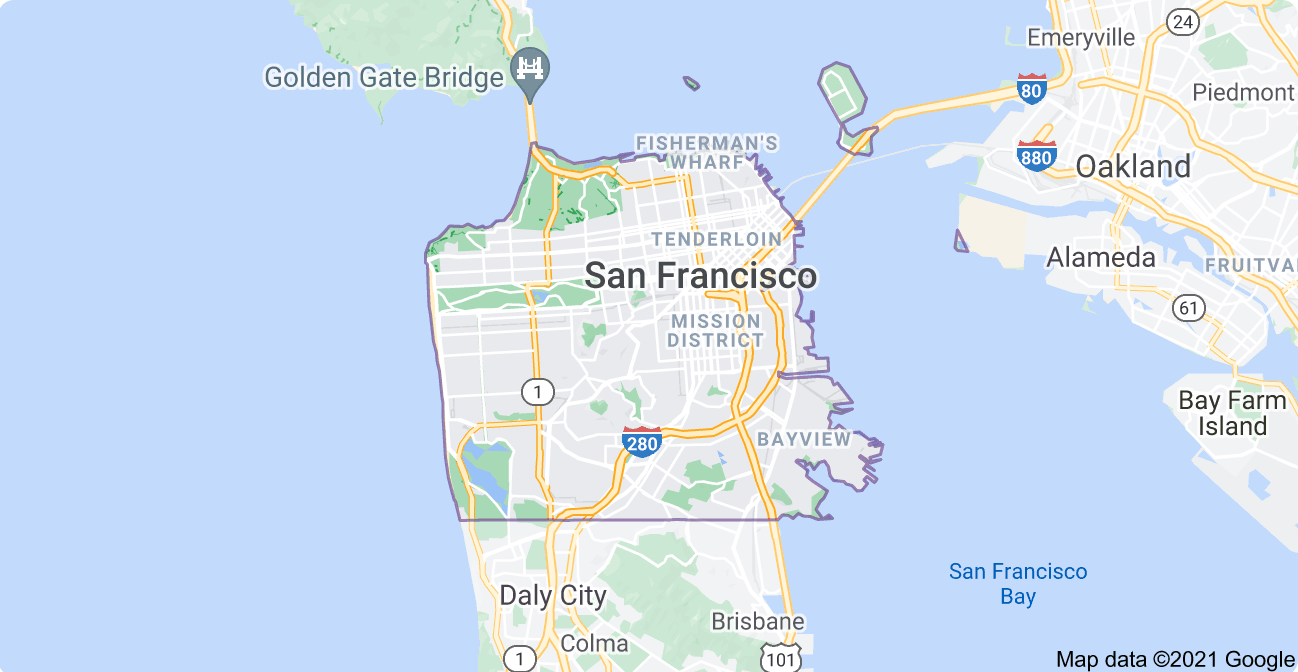 24
Emeryville
Golden Gate Bridge
80
Piedmont
FISHERMAN'S
WHARF
880
Oakland
TENDERLOIN
Alameda
FRUITVA
San Francisco
61
MISSION
DISTRICT
1
Bay Farm
Island
280
BAYVIEW
San Francisco
Bay
Daly City
Brisbane
Colma
1
101
Map data ©2021 Google